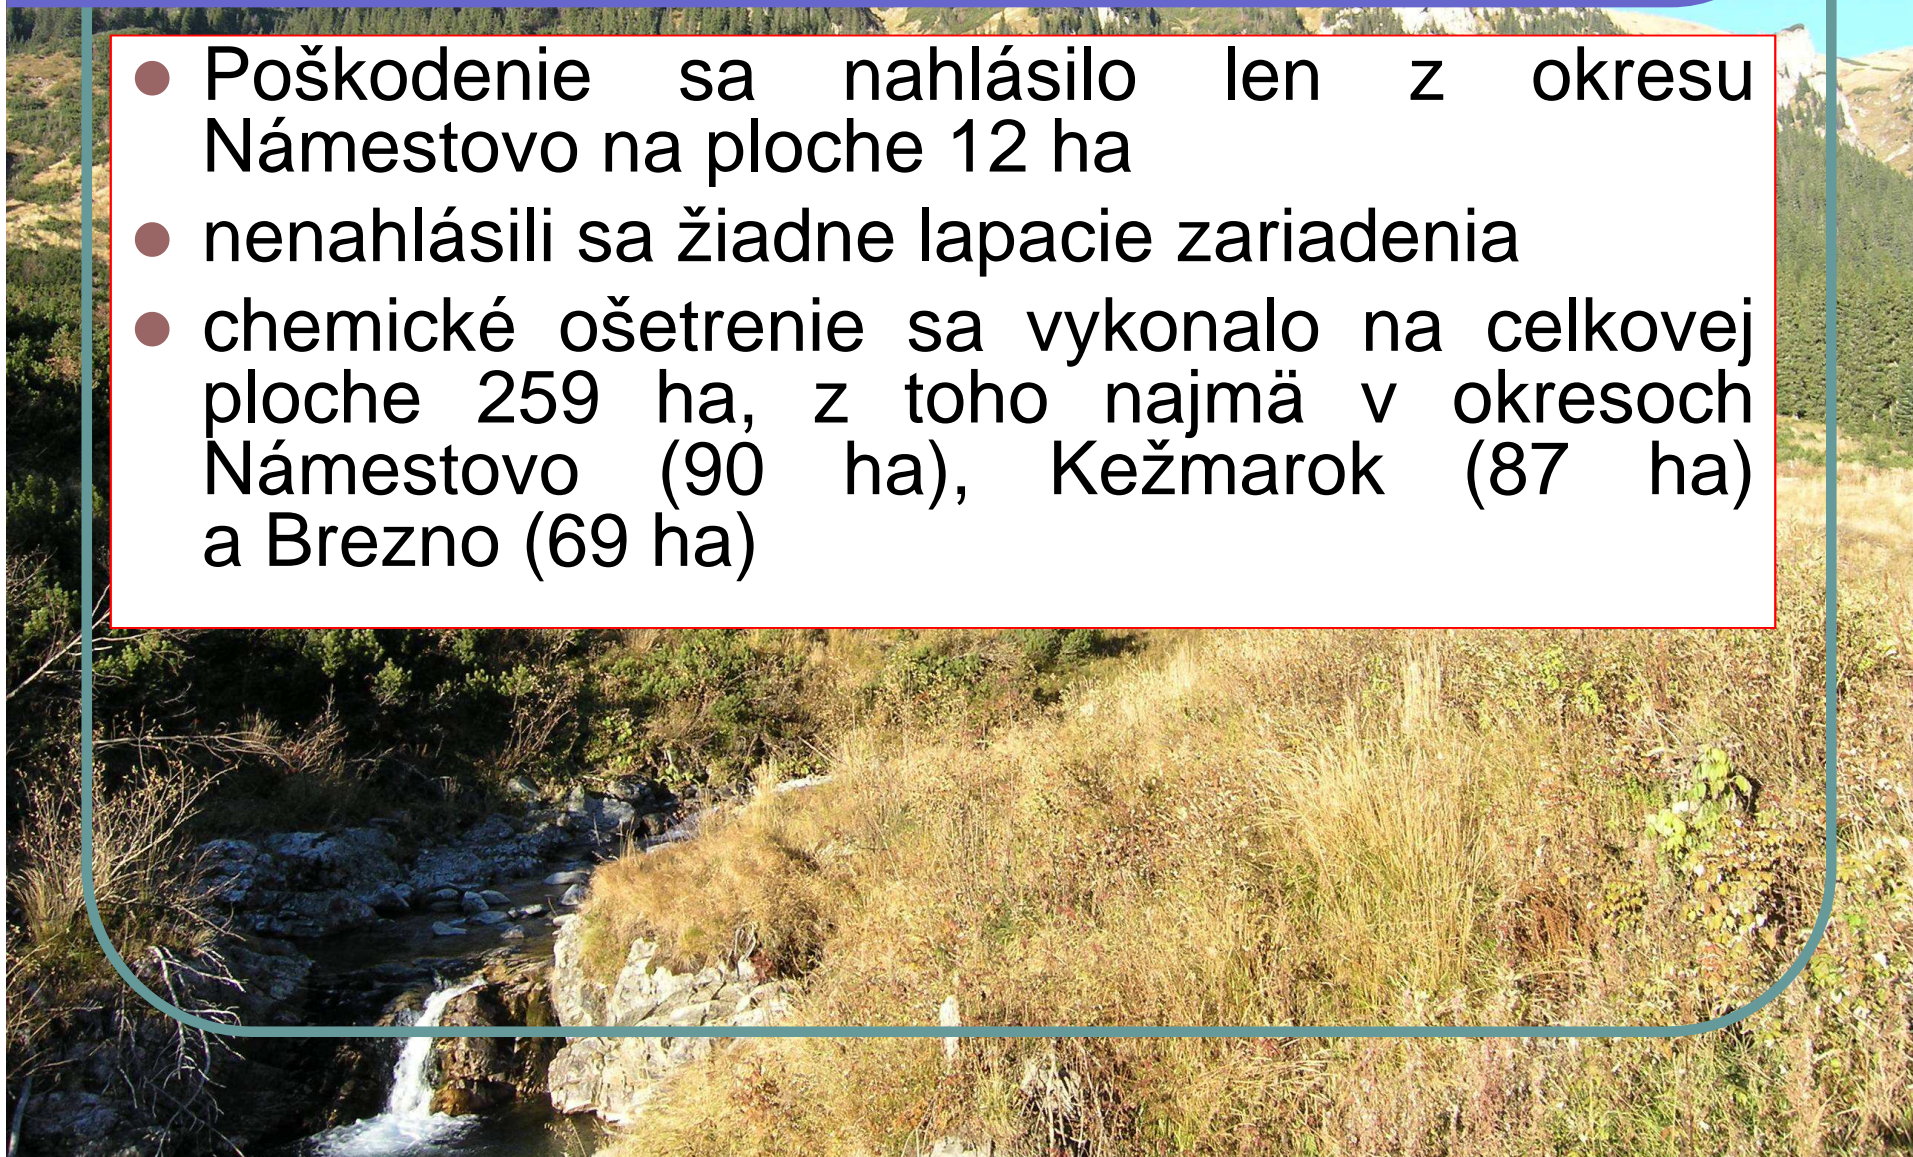 Poškodenie sa nahlásilo len z okresu
Námestovo na ploche 12 ha
nenahlásili sa žiadne lapacie zariadenia
chemické ošetrenie sa vykonalo na celkovej
ploche 259 ha, z toho najmä v okresoch
Námestovo (90 ha), Kežmarok (87 ha)
a Brezno (69 ha)